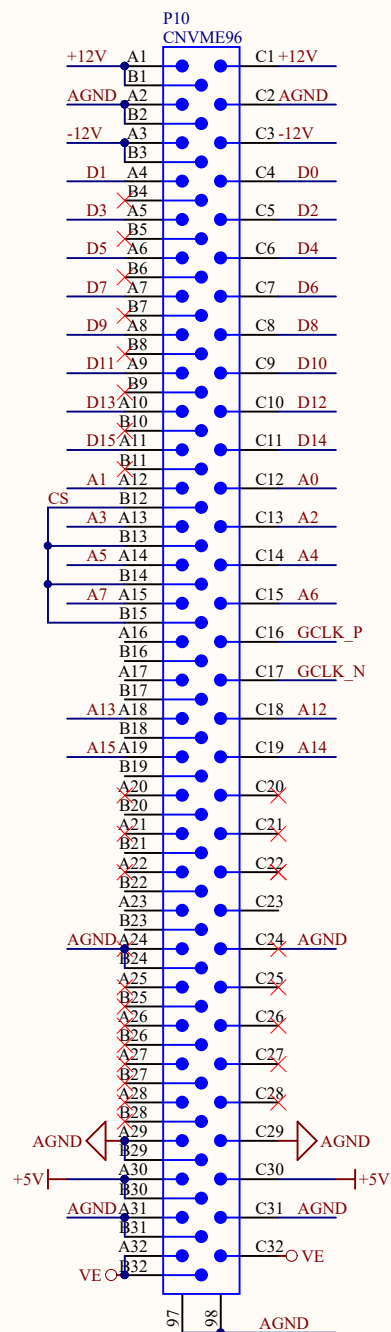 P10
CNVME96
+12V A1 C1 +12V
B1
AGND A2 C2 AGND
B2
-12V A3 C3 -12V
B3
D1 A4 C4 D0
B4
D3 A5 C5 D2
B5
D5 A6 C6 D4
B6
D7 A7 C7 D6
B7
D9 A8 C8 D8
B8
D11 A9 C9 D10
B9
D13 A10 C10 D12
B10
D15 A11 C11 D14
B11
A1 A12 C12 A0
CS B12
A3 A13 C13 A2
B13
A5 A14 C14 A4
B14
A7 A15 C15 A6
B15
A16 C16 GCLK_P
B16
A17 C17 GCLK_N
B17
A13 A18 C18 A12
B18
A15 A19 C19 A14
B19
A20 C20
B20
A21 C21
B21
A22 C22
B22
A23 C23
B23
AGND A24 C24 AGND
B24
A25 C25
B25
A26 C26
B26
A27 C27
B27
A28 C28
B28
AGND A29 C29 AGND
B29
+5V A30 C30 +5V
B30
AGND A31 C31 AGND
B31
A32 C32 VE
VE B32
97 98 AGND